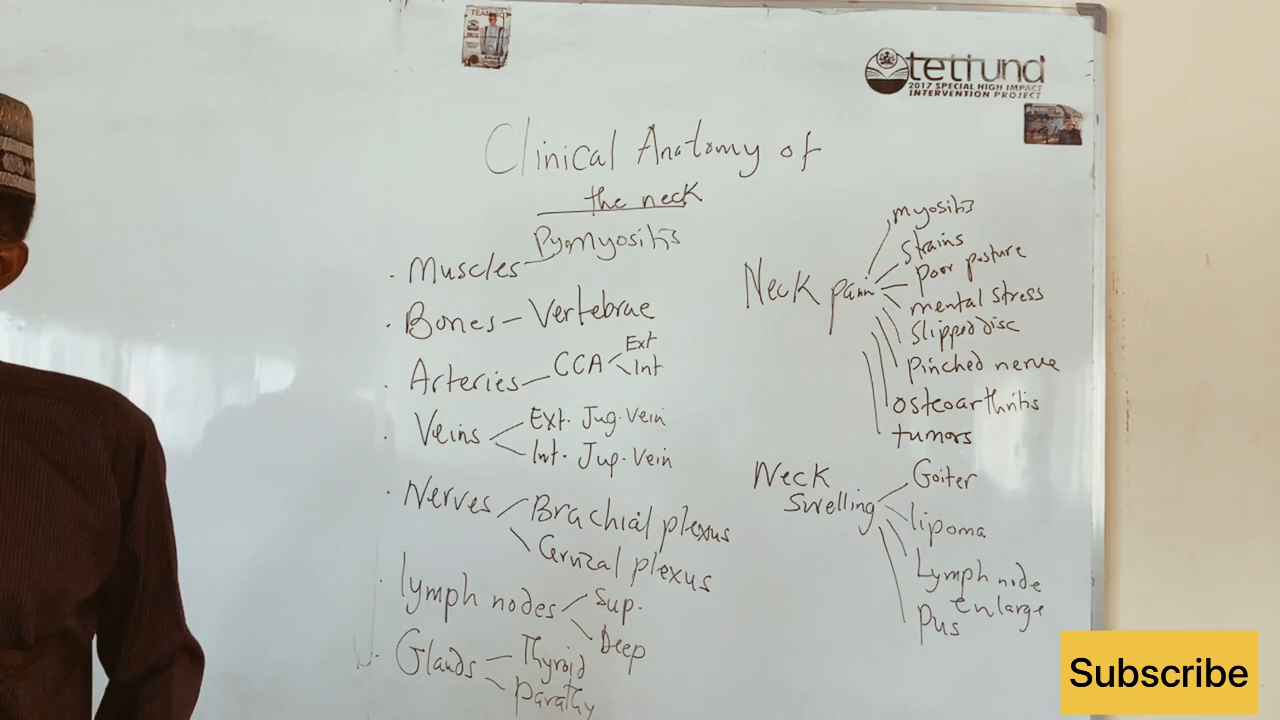 TEAM
tetfund
2017 SPECIAL HIGH IMPACT
INTERVENTION PROJECT
Clinical Anatomy of
the neck
Pyomyositis
. Muscles
. Bones - Vertebrae
. Arteries - CCA < Ext
Int
. Veins < Ext. Jug. Vein
Int. Jup. Vein
. Nerves < Brachial plexus
Cervical plexus
. lymph nodes < Sup.
Deep
. Glands - Thyroid
Parathy
Neck pain
myositis
Strains
Poor posture
mental stress
Slipped disc
Pinched nerve
osteoarthritis
tumors
Neck
Swelling
Goiter
lipoma
Lymph node
enlarge
Pus
Subscribe